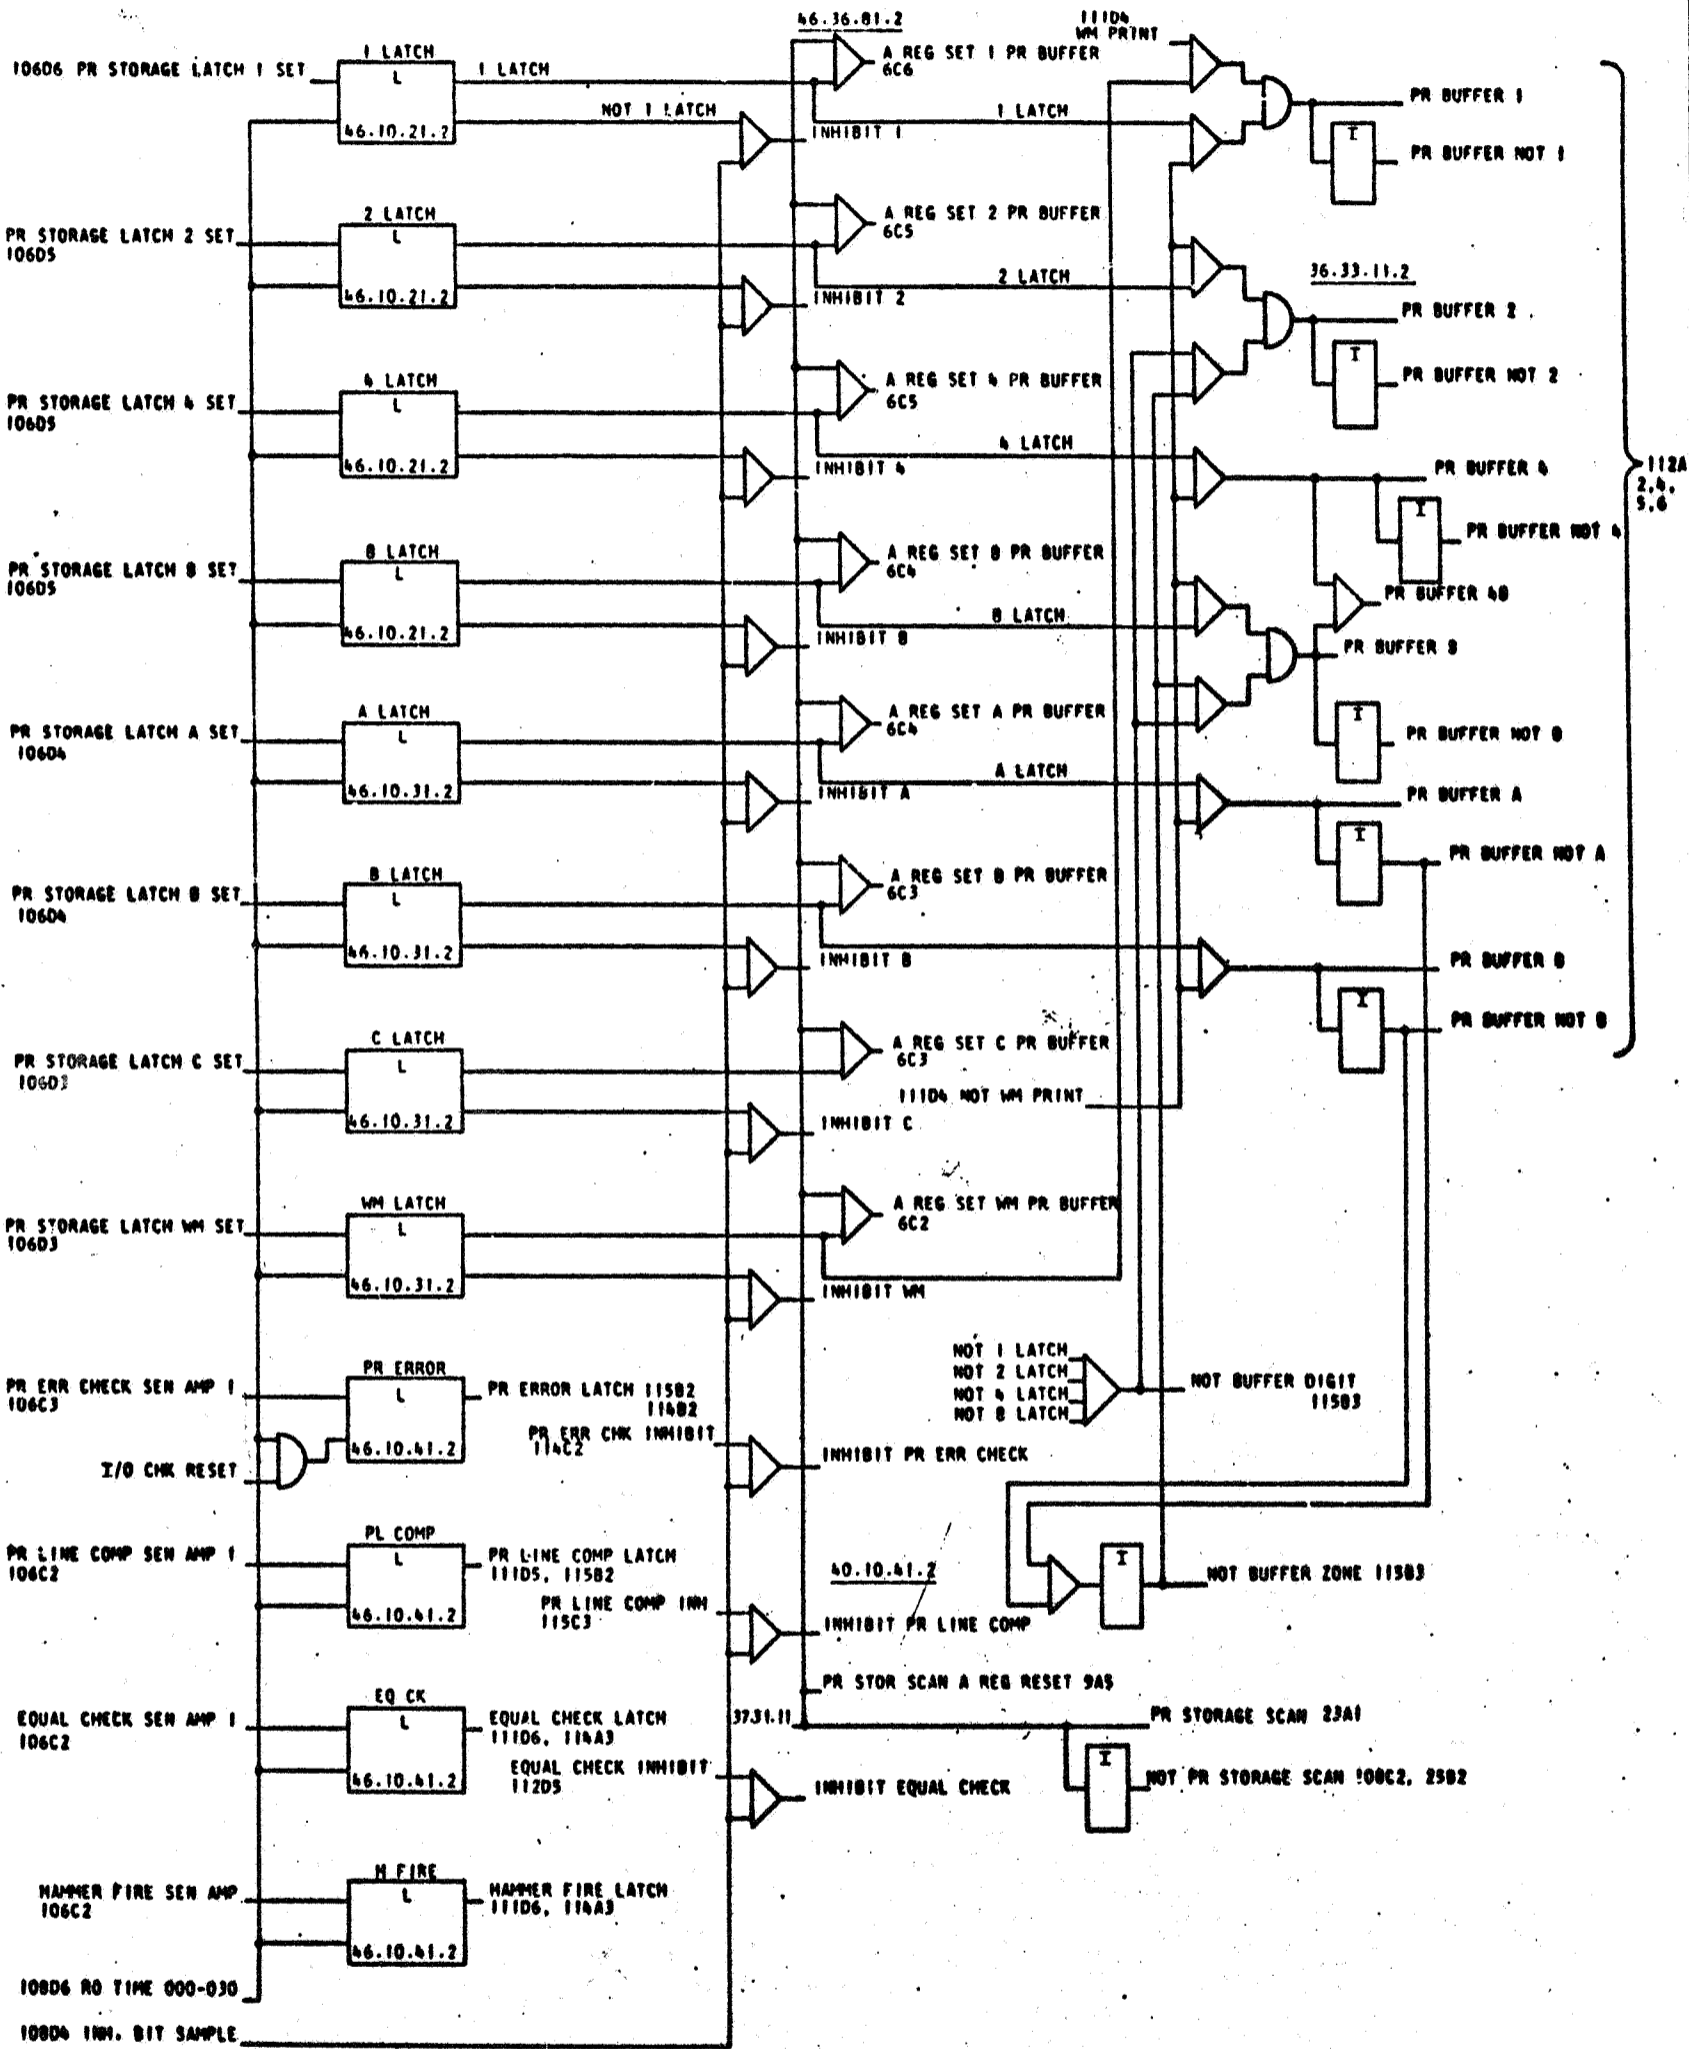 46.36.81.2
111D4
WM PRINT
1 LATCH
106D6 PR STORAGE LATCH 1 SET
L
1 LATCH
A REG SET 1 PR BUFFER
6C6
PR BUFFER 1
NOT 1 LATCH
1 LATCH
46.10.21.2
INHIBIT 1
I
PR BUFFER NOT 1
2 LATCH
PR STORAGE LATCH 2 SET
106D5
L
A REG SET 2 PR BUFFER
6C5
2 LATCH
36.33.11.2
46.10.21.2
INHIBIT 2
PR BUFFER 2
4 LATCH
PR STORAGE LATCH 4 SET
106D5
L
A REG SET 4 PR BUFFER
6C5
I
PR BUFFER NOT 2
4 LATCH
46.10.21.2
INHIBIT 4
PR BUFFER 4
112A
2,4,
5,6
I
PR BUFFER NOT 4
8 LATCH
PR STORAGE LATCH 8 SET
106D5
L
A REG SET 8 PR BUFFER
6C4
PR BUFFER 48
8 LATCH
46.10.21.2
INHIBIT 8
PR BUFFER 8
A LATCH
PR STORAGE LATCH A SET
106D4
L
A REG SET A PR BUFFER
6C4
I
PR BUFFER NOT 8
A LATCH
46.10.31.2
INHIBIT A
PR BUFFER A
I
PR BUFFER NOT A
B LATCH
PR STORAGE LATCH B SET
106D4
L
A REG SET B PR BUFFER
6C3
46.10.31.2
INHIBIT B
PR BUFFER B
I
PR BUFFER NOT B
C LATCH
PR STORAGE LATCH C SET
106D3
L
A REG SET C PR BUFFER
6C3
111D4 NOT WM PRINT
46.10.31.2
INHIBIT C
WM LATCH
PR STORAGE LATCH WM SET
106D3
L
A REG SET WM PR BUFFER
6C2
46.10.31.2
INHIBIT WM
NOT 1 LATCH
NOT 2 LATCH
NOT 4 LATCH
NOT 8 LATCH
NOT BUFFER DIGIT
115B3
PR ERROR
PR ERR CHECK SEN AMP 1
106C3
L
PR ERROR LATCH 115B2
114B2
PR ERR CHK INHIBIT
114C2
46.10.41.2
INHIBIT PR ERR CHECK
I/O CHK RESET
PL COMP
PR LINE COMP SEN AMP 1
106C2
L
PR LINE COMP LATCH
111D5, 115B2
40.10.41.2
I
NOT BUFFER ZONE 115B3
PR LINE COMP INH
115C3
46.10.41.2
INHIBIT PR LINE COMP
PR STOR SCAN A REG RESET 9A5
EQ CK
EQUAL CHECK SEN AMP 1
106C2
L
EQUAL CHECK LATCH
111D6, 114A3
37.31.11
PR STORAGE SCAN 23A1
EQUAL CHECK INHIBIT
112D5
46.10.41.2
INHIBIT EQUAL CHECK
I
NOT PR STORAGE SCAN 108C2, 25B2
H FIRE
HAMMER FIRE SEN AMP
106C2
L
HAMMER FIRE LATCH
111D6, 114A3
46.10.41.2
108D6 RO TIME 000-030
108D4 INH. BIT SAMPLE